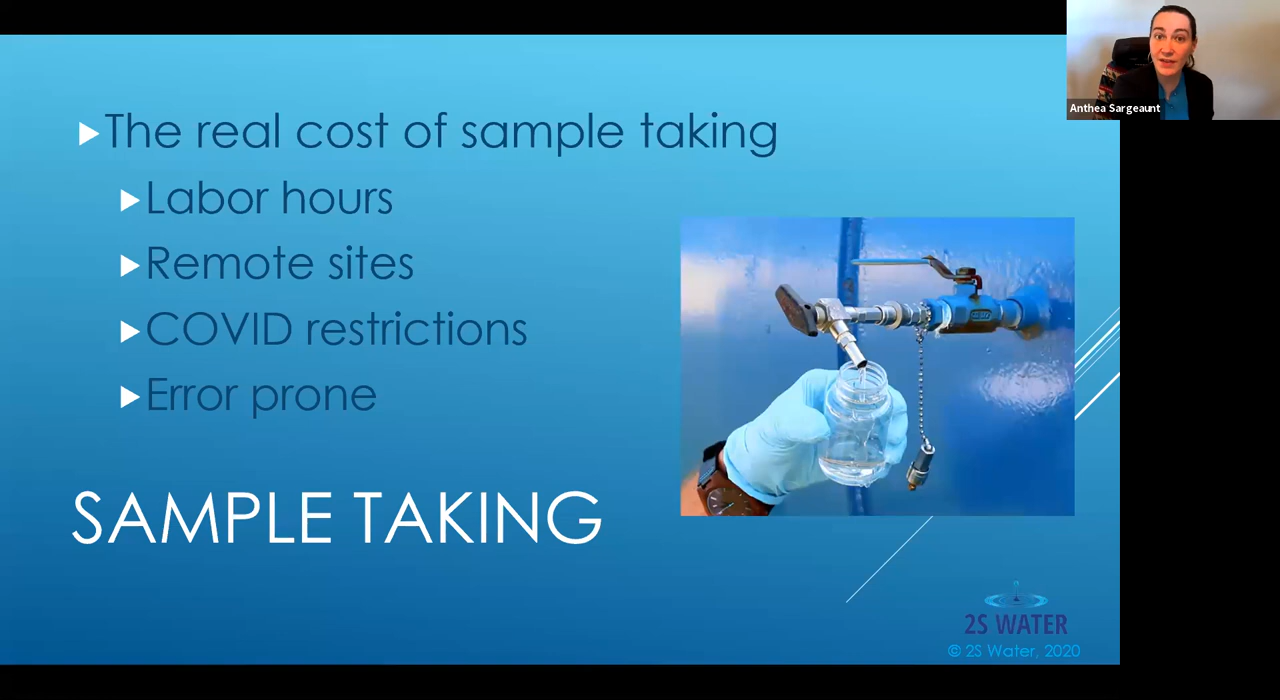 Anthea Sargeaunt
The real cost of sample taking
Labor hours
Remote sites
COVID restrictions
Error prone
SAMPLE TAKING
2S WATER
© 2S Water, 2020